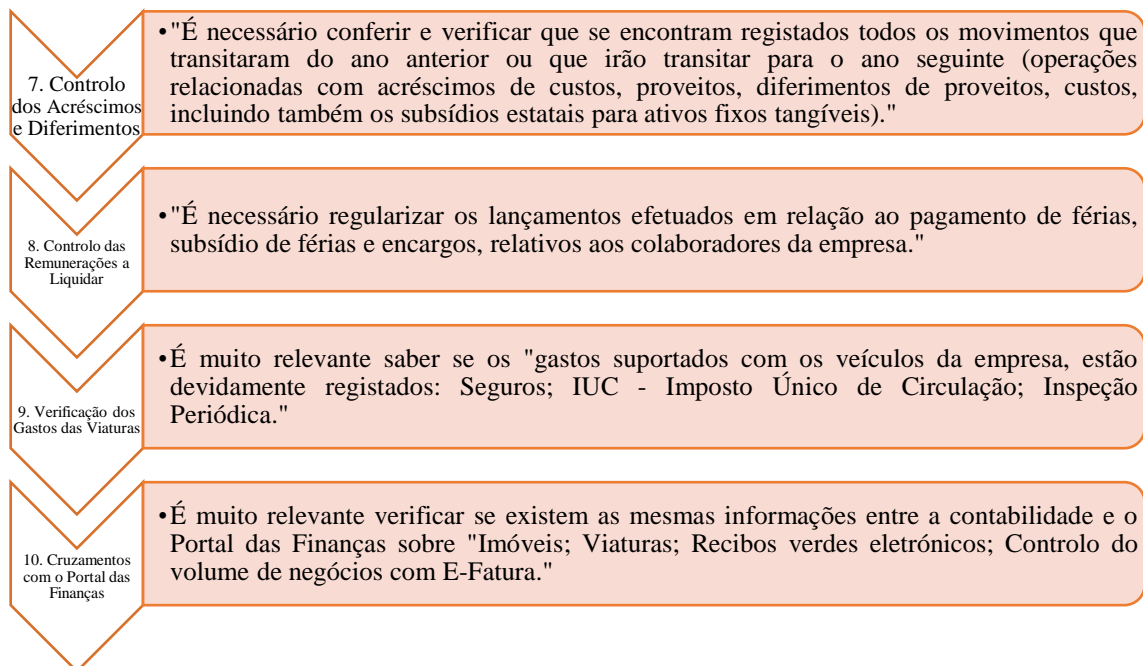 7. Controlo
dos Acréscimos
e Diferimentos
•"É necessário conferir e verificar que se encontram registados todos os movimentos que
transitaram do ano anterior ou que irão transitar para o ano seguinte (operações
relacionadas com acréscimos de custos, proveitos, diferimentos de proveitos, custos,
incluindo também os subsídios estatais para ativos fixos tangíveis)."
8. Controlo das
Remunerações a
Liquidar
•"É necessário regularizar os lançamentos efetuados em relação ao pagamento de férias,
subsídio de férias e encargos, relativos aos colaboradores da empresa."
9. Verificação dos
Gastos das Viaturas
•É muito relevante saber se os "gastos suportados com os veículos da empresa, estão
devidamente registados: Seguros; IUC - Imposto Único de Circulação; Inspeção
Periódica."
10. Cruzamentos
com o Portal das
Finanças
•É muito relevante verificar se existem as mesmas informações entre a contabilidade e o
Portal das Finanças sobre "Imóveis; Viaturas; Recibos verdes eletrónicos; Controlo do
volume de negócios com E-Fatura."